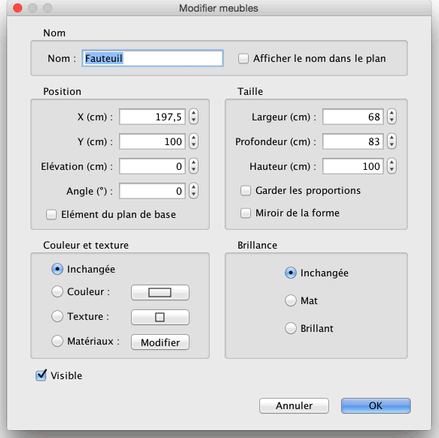 Modifier meubles
Nom
Nom : Fauteuil Afficher le nom dans le plan
Position
X (cm) : 197,5
Y (cm) : 100
Elévation (cm) : 0
Angle (°) : 0
Elément du plan de base
Taille
Largeur (cm) : 68
Profondeur (cm) : 83
Hauteur (cm) : 100
Garder les proportions
Miroir de la forme
Couleur et texture
Inchangée
Couleur :
Texture :
Matériaux : Modifier
Brillance
Inchangée
Mat
Brillant
Visible
Annuler OK